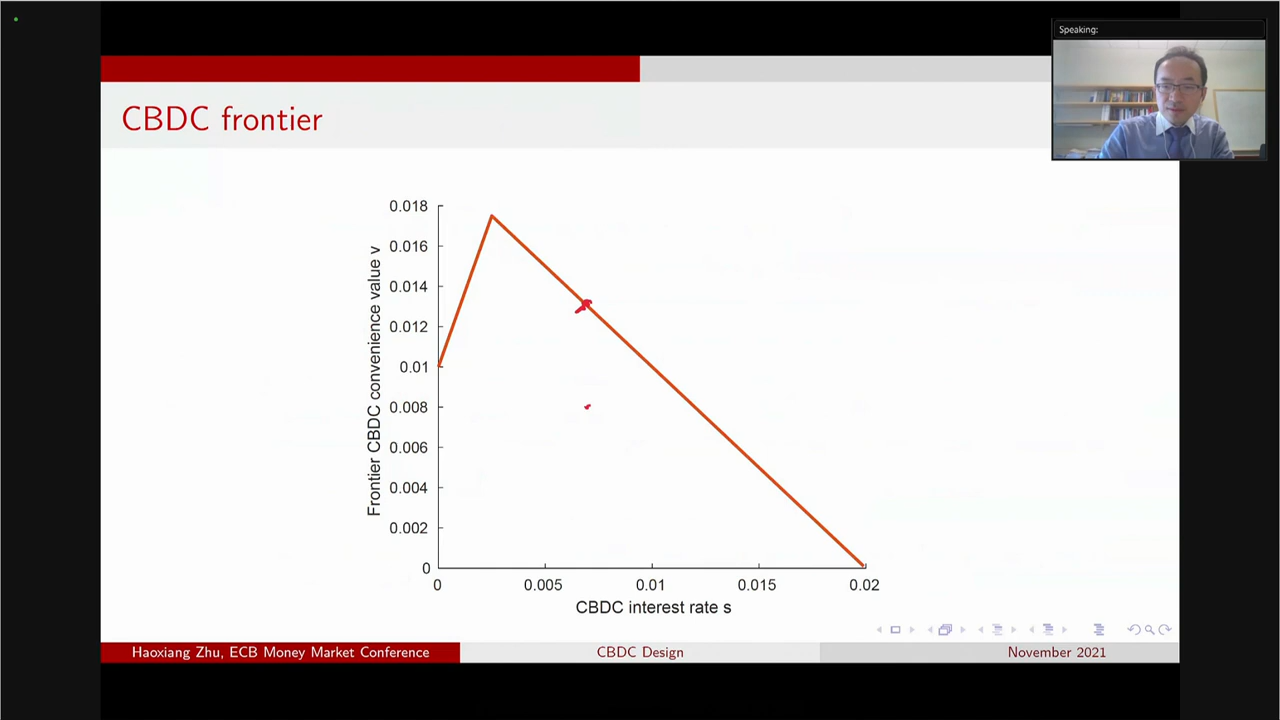 Speaking:
CBDC frontier
0.018
0.016
0.014
0.012
0.01
0.008
0.006
0.004
0.002
0
Frontier CBDC convenience value v
0 0.005 0.01 0.015 0.02
CBDC interest rate s
Haoxiang Zhu, ECB Money Market Conference CBDC Design November 2021